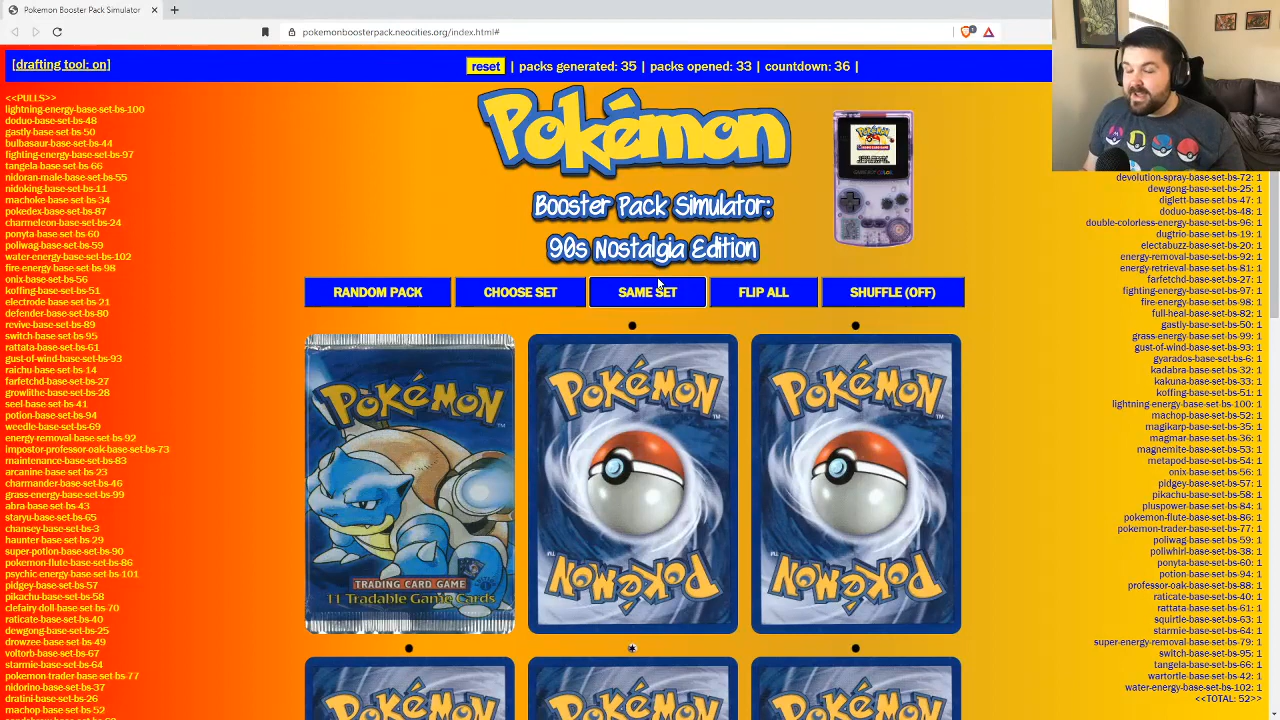 Pokemon Booster Pack Simulator
pokemonboosterpack.neocities.org/index.html#
[drafting tool: on]
reset | packs generated: 35 | packs opened: 33 | countdown: 36 |
<<PULLS>>
lightning-energy-base-set-bs-100
doduo-base-set-bs-48
gastly-base-set-bs-50
bulbasaur-base-set-bs-44
fighting-energy-base-set-bs-97
tangela-base-set-bs-66
nidoran-male-base-set-bs-55
nidoking-base-set-bs-11
machoke-base-set-bs-34
pokedex-base-set-bs-87
charmeleon-base-set-bs-24
ponyta-base-set-bs-60
poliwag-base-set-bs-59
water-energy-base-set-bs-102
fire-energy-base-set-bs-98
onix-base-set-bs-56
koffing-base-set-bs-51
electrode-base-set-bs-21
defender-base-set-bs-80
revive-base-set-bs-89
switch-base-set-bs-95
rattata-base-set-bs-61
gust-of-wind-base-set-bs-93
raichu-base-set-bs-14
farfetchd-base-set-bs-27
growlithe-base-set-bs-28
seel-base-set-bs-41
potion-base-set-bs-94
weedle-base-set-bs-69
energy-removal-base-set-bs-92
impostor-professor-oak-base-set-bs-73
maintenance-base-set-bs-83
arcanine-base-set-bs-23
charmander-base-set-bs-46
grass-energy-base-set-bs-99
abra-base-set-bs-43
staryu-base-set-bs-65
chansey-base-set-bs-3
haunter-base-set-bs-29
super-potion-base-set-bs-90
pokemon-flute-base-set-bs-86
psychic-energy-base-set-bs-101
pidgey-base-set-bs-57
pikachu-base-set-bs-58
clefairy-doll-base-set-bs-70
raticate-base-set-bs-40
dewgong-base-set-bs-25
drowzee-base-set-bs-49
voltorb-base-set-bs-67
starmie-base-set-bs-64
pokemon-trader-base-set-bs-77
nidorino-base-set-bs-37
dratini-base-set-bs-26
machop-base-set-bs-52
Pokémon
Booster Pack Simulator:
90s Nostalgia Edition
RANDOM PACK
CHOOSE SET
SAME SET
FLIP ALL
SHUFFLE (OFF)
POKéMON
TRADING CARD GAME
11 Tradable Game Cards
POKéMON
POKéMON
POKéMON
POKéMON
POKéMON
POKéMON
POKéMON
devolution-spray-base-set-bs-72: 1
dewgong-base-set-bs-25: 1
diglett-base-set-bs-47: 1
doduo-base-set-bs-48: 1
double-colorless-energy-base-set-bs-96: 1
dugtrio-base-set-bs-19: 1
electabuzz-base-set-bs-20: 1
energy-removal-base-set-bs-92: 1
energy-retrieval-base-set-bs-81: 1
farfetchd-base-set-bs-27: 1
fighting-energy-base-set-bs-97: 1
fire-energy-base-set-bs-98: 1
full-heal-base-set-bs-82: 1
gastly-base-set-bs-50: 1
grass-energy-base-set-bs-99: 1
gust-of-wind-base-set-bs-93: 1
gyarados-base-set-bs-6: 1
kadabra-base-set-bs-32: 1
kakuna-base-set-bs-33: 1
koffing-base-set-bs-51: 1
lightning-energy-base-set-bs-100: 1
machop-base-set-bs-52: 1
magikarp-base-set-bs-35: 1
magmar-base-set-bs-36: 1
magnemite-base-set-bs-53: 1
metapod-base-set-bs-54: 1
onix-base-set-bs-56: 1
pidgey-base-set-bs-57: 1
pikachu-base-set-bs-58: 1
pluspower-base-set-bs-84: 1
pokemon-flute-base-set-bs-86: 1
pokemon-trader-base-set-bs-77: 1
poliwag-base-set-bs-59: 1
poliwhirl-base-set-bs-38: 1
ponyta-base-set-bs-60: 1
potion-base-set-bs-94: 1
professor-oak-base-set-bs-88: 1
raticate-base-set-bs-40: 1
rattata-base-set-bs-61: 1
squirtle-base-set-bs-63: 1
starmie-base-set-bs-64: 1
super-energy-removal-base-set-bs-79: 1
switch-base-set-bs-95: 1
tangela-base-set-bs-66: 1
wartortle-base-set-bs-42: 1
water-energy-base-set-bs-102: 1
<<TOTAL: 52>>